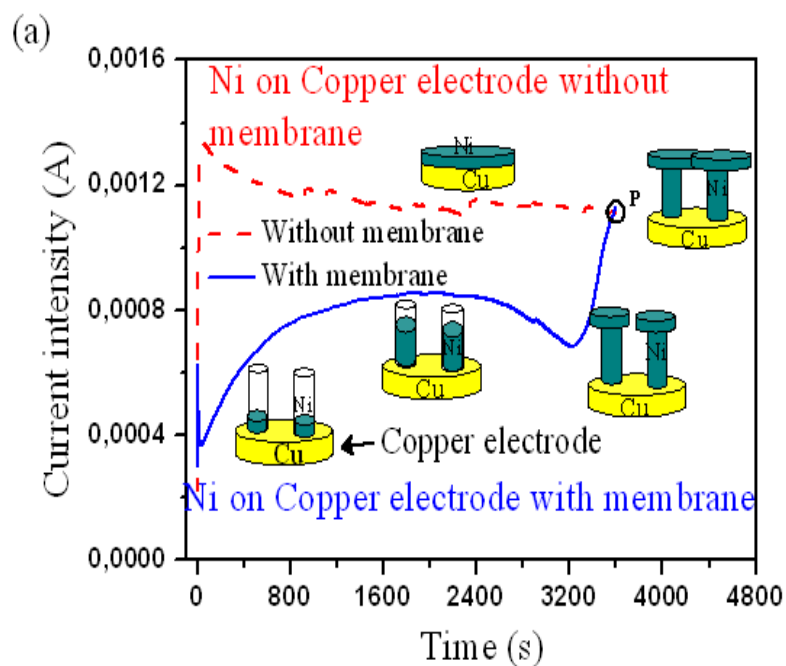 (a)
0,0016
0,0012
0,0008
0,0004
0,0000
Current intensity (A)
Ni on Copper electrode without
membrane
Ni
Cu
P
Ni
Cu
Without membrane
With membrane
Ni
Cu
Ni
Cu
Ni
Cu
Copper electrode
Ni on Copper electrode with membrane
0 800 1600 2400 3200 4000 4800
Time (s)